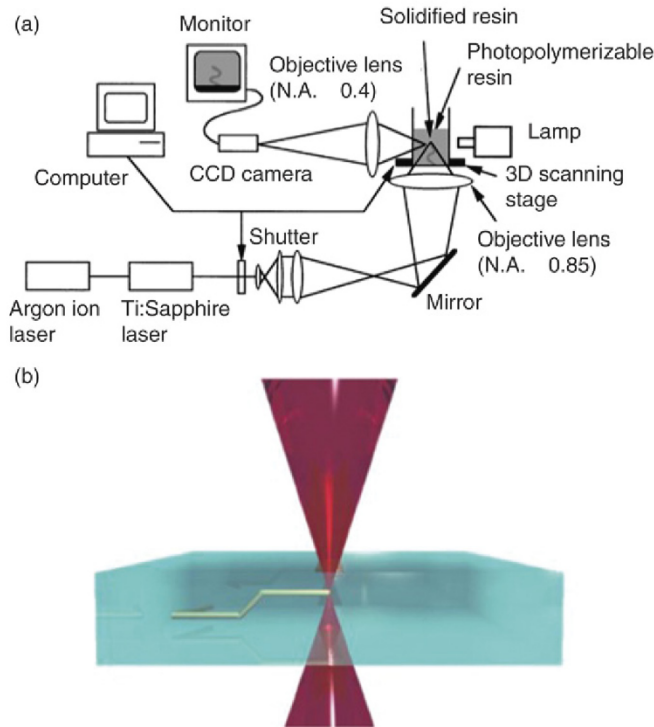 (a)
Monitor
Solidified resin
Photopolymerizable
resin
Objective lens
(N.A. 0.4)
Lamp
Computer
CCD camera
3D scanning
stage
Shutter
Objective lens
(N.A. 0.85)
Mirror
Argon ion
laser
Ti:Sapphire
laser
(b)